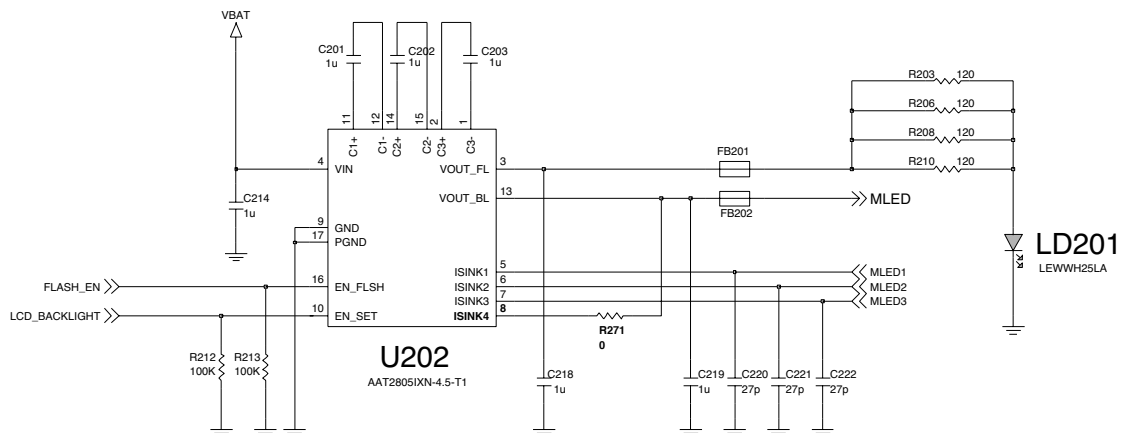 VBAT
C201 1u
C202 1u
C203 1u
11 12 14 15 2 1
C1+ C1- C2+ C2- C3+ C3-
R203 120
R206 120
R208 120
R210 120
4 VIN
VOUT_FL 3
FB201
VOUT_BL 13
FB202
MLED
C214
1u
9 GND
17 PGND
LD201
LEWWH25LA
ISINK1 5
MLED1
FLASH_EN
16 EN_FLSH
ISINK2 6
MLED2
ISINK3 7
MLED3
LCD_BACKLIGHT
10 EN_SET
ISINK4 8
R271
0
U202
AAT2805IXN-4.5-T1
R212
100K
R213
100K
C218
1u
C219
1u
C220
27p
C221
27p
C222
27p